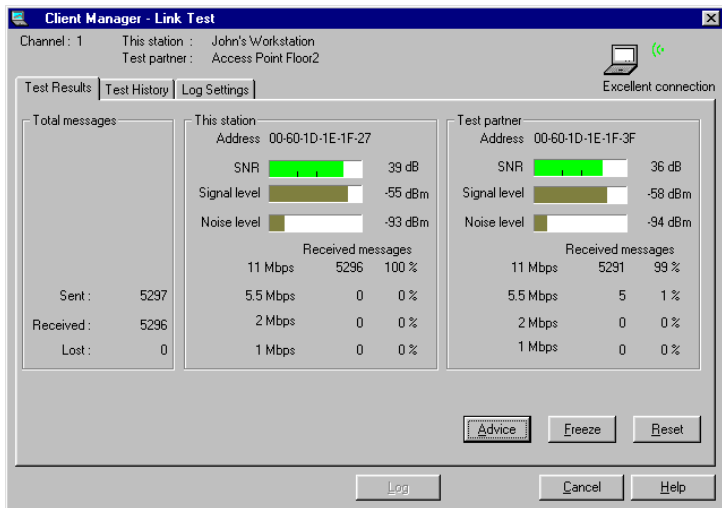 Client Manager - Link Test
Channel: 1 This station : John's Workstation
Test partner : Access Point Floor2
Excellent connection
Test Results Test History Log Settings
Total messages
Sent : 5297
Received : 5296
Lost : 0
This station
Address 00-60-1D-1E-1F-27
SNR 39 dB
Signal level -55 dBm
Noise level -93 dBm
Received messages
11 Mbps 5296 100 %
5.5 Mbps 0 0 %
2 Mbps 0 0 %
1 Mbps 0 0 %
Test partner
Address 00-60-1D-1E-1F-3F
SNR 36 dB
Signal level -58 dBm
Noise level -94 dBm
Received messages
11 Mbps 5291 99 %
5.5 Mbps 5 1 %
2 Mbps 0 0 %
1 Mbps 0 0 %
Advice Freeze Reset
Log Cancel Help